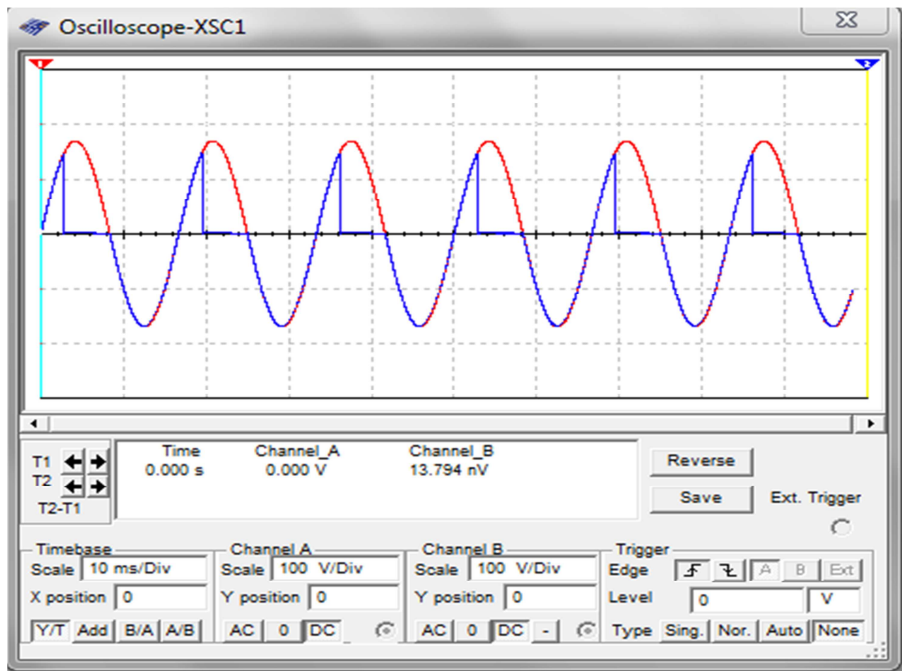 Oscilloscope-XSC1
1 2
Time Channel_A Channel_B
T1 0.000 s 0.000 V 13.794 nV
T2
T2-T1
Reverse
Save
Ext. Trigger
Timebase
Scale 10 ms/Div
X position 0
Y/T Add B/A A/B
Channel A
Scale 100 V/Div
Y position 0
AC 0 DC
Channel B
Scale 100 V/Div
Y position 0
AC 0 DC -
Trigger
Edge A B Ext
Level 0 V
Type Sing. Nor. Auto None